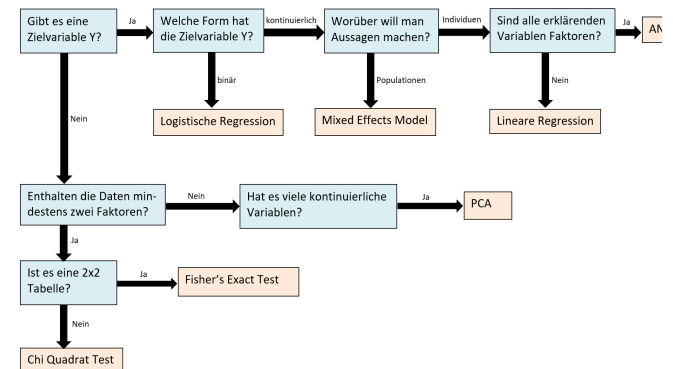 Gibt es eine
Zielvariable Y?
Ja
Welche Form hat
die Zielvariable Y?
kontinuierlich
Worüber will man
Aussagen machen?
Individuen
Sind alle erklärenden
Variablen Faktoren?
Ja
AN
binär
Populationen
Nein
Nein
Logistische Regression
Mixed Effects Model
Lineare Regression
Enthalten die Daten min-
destens zwei Faktoren?
Nein
Hat es viele kontinuierliche
Variablen?
Ja
PCA
Ja
Ist es eine 2x2
Tabelle?
Ja
Fisher's Exact Test
Nein
Chi Quadrat Test